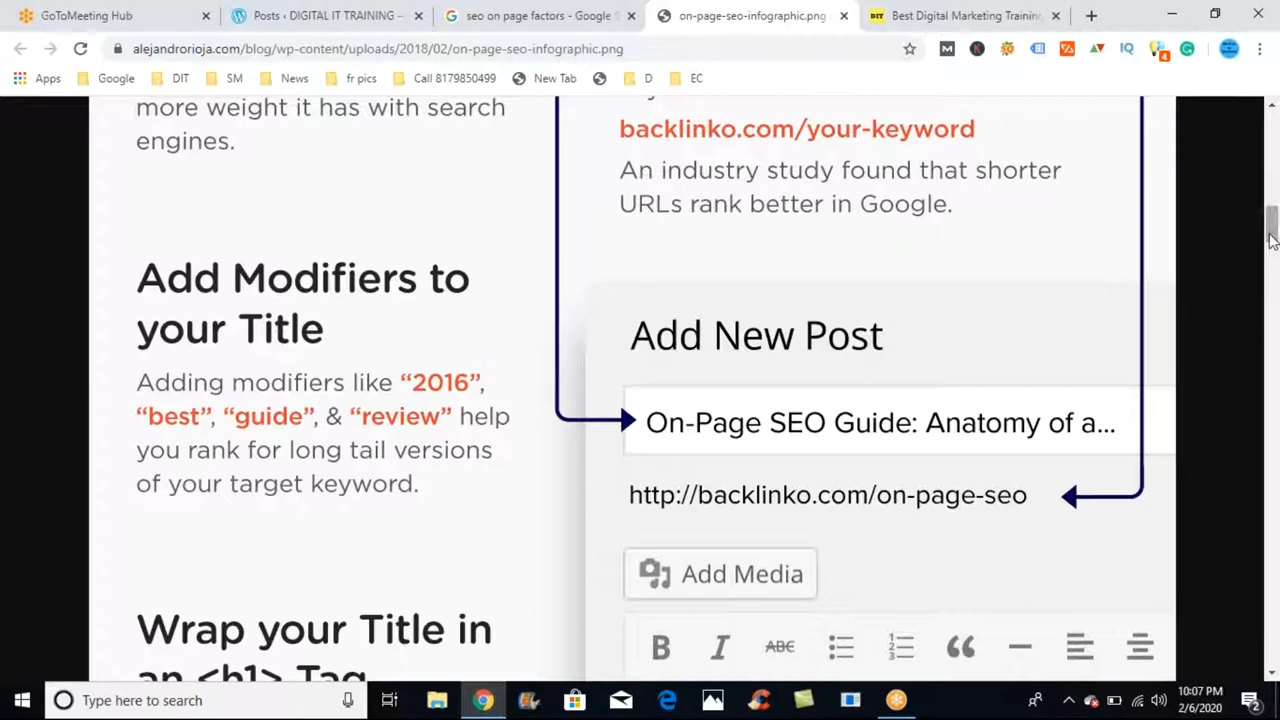 GoToMeeting Hub
Posts ‹ DIGITAL IT TRAINING –
seo on page factors - Google S
on-page-seo-infographic.png
DIT Best Digital Marketing Training
alejandrorioja.com/blog/wp-content/uploads/2018/02/on-page-seo-infographic.png
Apps Google DIT SM News fr pics Call 8179850499 New Tab D EC
more weight it has with search
engines.
backlinko.com/your-keyword
An industry study found that shorter
URLs rank better in Google.
Add Modifiers to
your Title
Adding modifiers like “2016”,
“best”, “guide”, & “review” help
you rank for long tail versions
of your target keyword.
Add New Post
On-Page SEO Guide: Anatomy of a...
http://backlinko.com/on-page-seo
Add Media
B I ABC
Wrap your Title in
an <h1> Tag
Type here to search
10:07 PM
2/6/2020